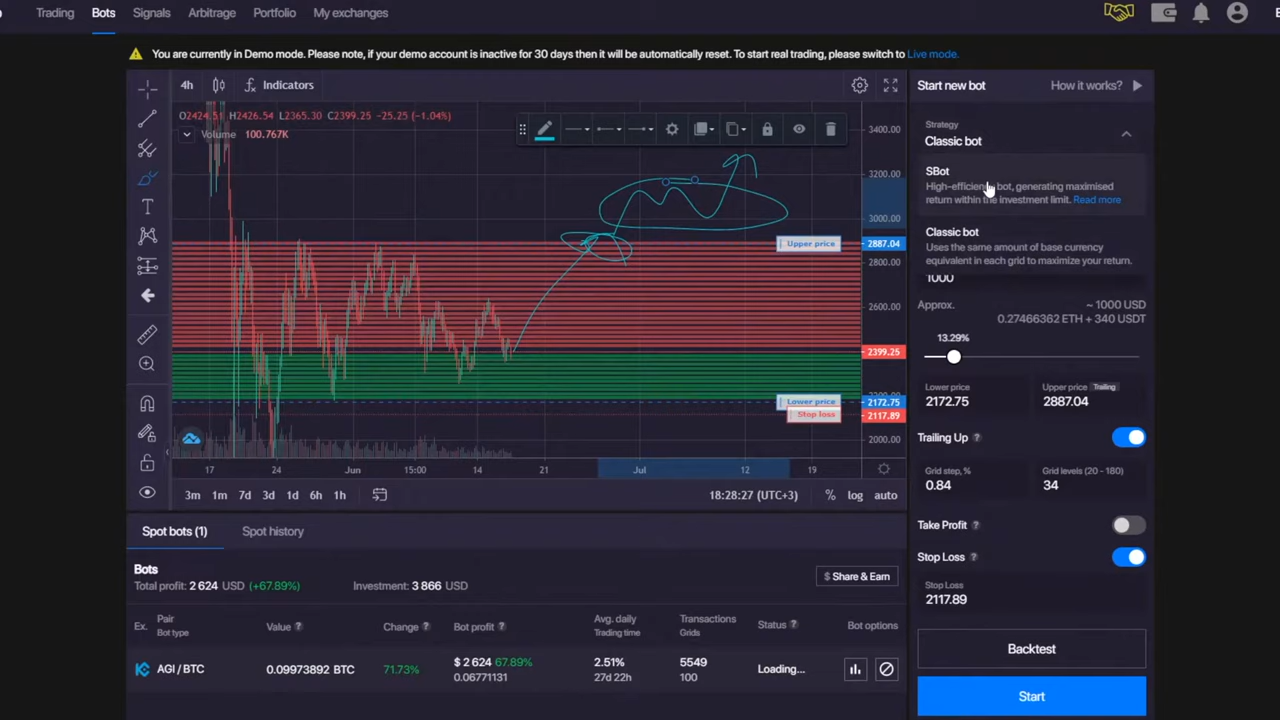 Trading Bots Signals Arbitrage Portfolio My exchanges
You are currently in Demo mode. Please note, if your demo account is inactive for 30 days then it will be automatically reset. To start real trading, please switch to Live mode.
4h Indicators
O2424.51 H2426.54 L2365.30 C2399.25 -25.25 (-1.04%)
Volume 100.767K
3400.00
3200.00
3000.00
Upper price 2887.04
2800.00
2600.00
2399.25
Lower price 2172.75
Stop loss 2117.89
2000.00
17 24 Jun 15:00 14 21 Jul 12 19
3m 1m 7d 3d 1d 6h 1h 18:28:27 (UTC+3) % log auto
Start new bot How it works?
Strategy
Classic bot
SBot
High-efficiency bot, generating maximised
return within the investment limit. Read more
Classic bot
Uses the same amount of base currency
equivalent in each grid to maximize your return.
1000
Approx. ~ 1000 USD
0.27466362 ETH + 340 USDT
13.29%
Lower price Upper price Trailing
2172.75 2887.04
Trailing Up ?
Grid step, % Grid levels (20 - 180)
0.84 34
Take Profit ?
Stop Loss ?
Stop Loss
2117.89
Backtest
Start
Spot bots (1) Spot history
Bots
Total profit: 2 624 USD (+67.89%) Investment: 3 866 USD
$ Share & Earn
Ex. Pair Value ? Change ? Bot profit ? Avg. daily Transactions Status ? Bot options
Bot type Trading time Grids
AGI / BTC 0.09973892 BTC 71.73% $ 2 624 67.89% 2.51% 5549 Loading...
0.06771131 27d 22h 100